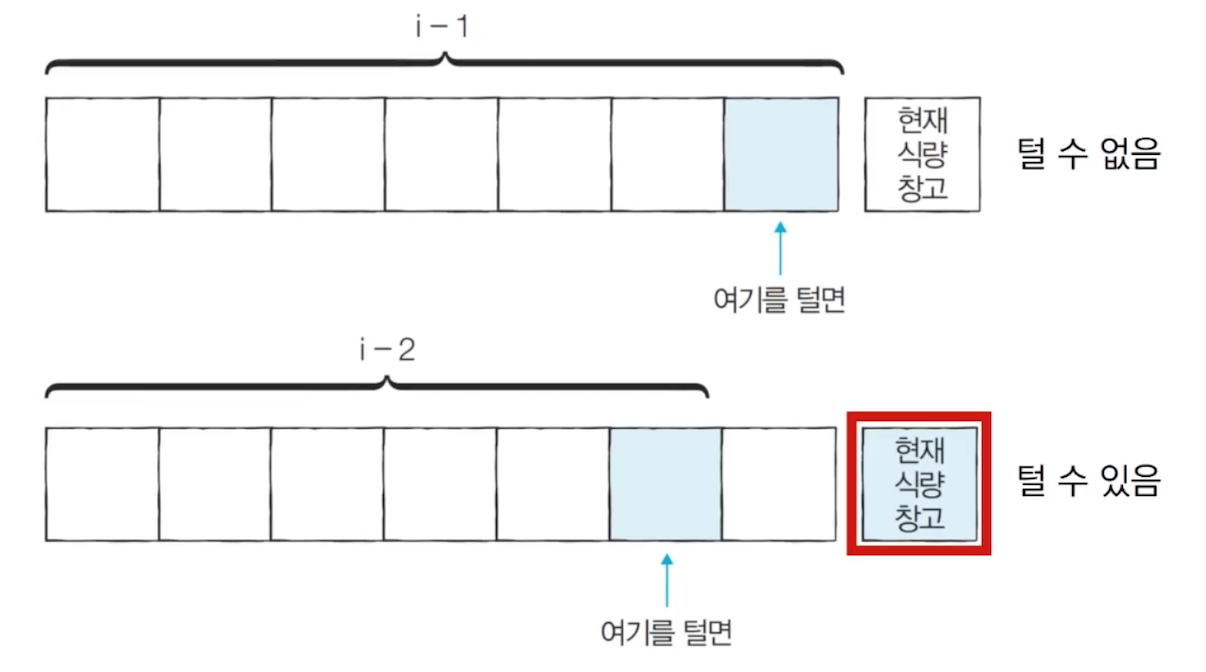 i – 1
현재
식량
창고
털 수 없음
여기를 털면
i – 2
현재
식량
창고
털 수 있음
여기를 털면